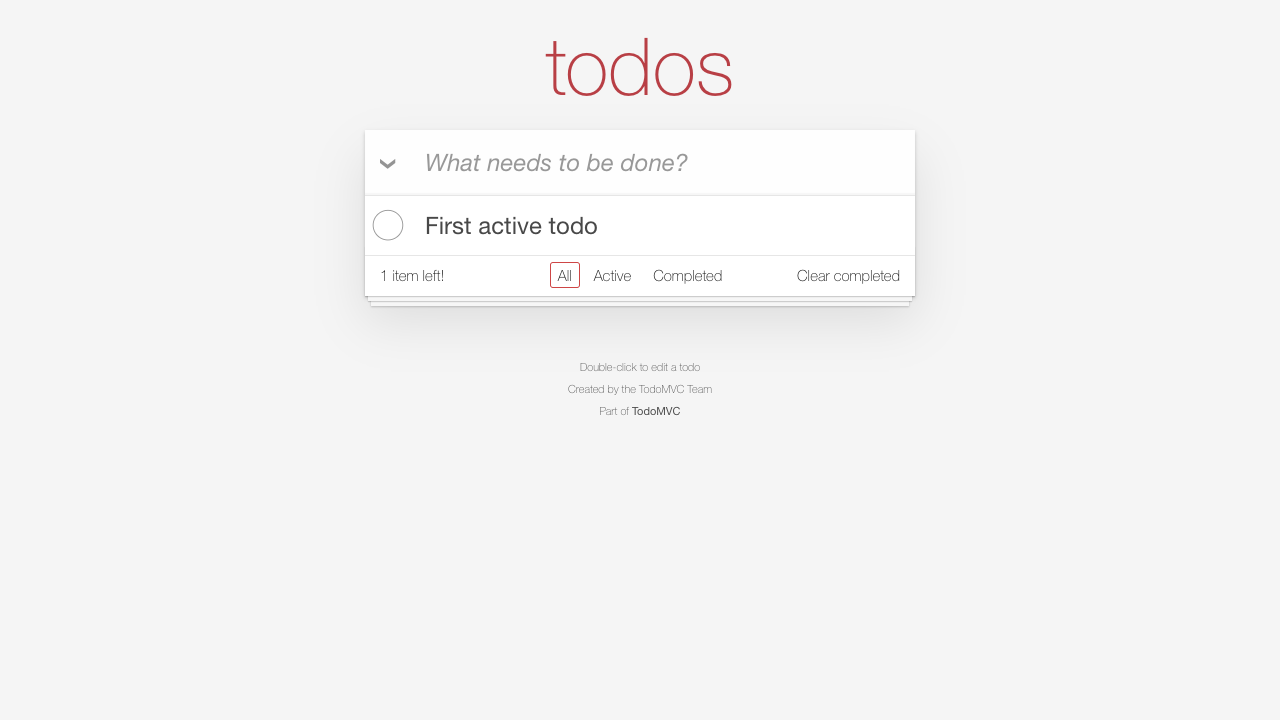 todos
What needs to be done?
First active todo
1 item left!
All
Active
Completed
Clear completed
Double-click to edit a todo
Created by the TodoMVC Team
Part of TodoMVC